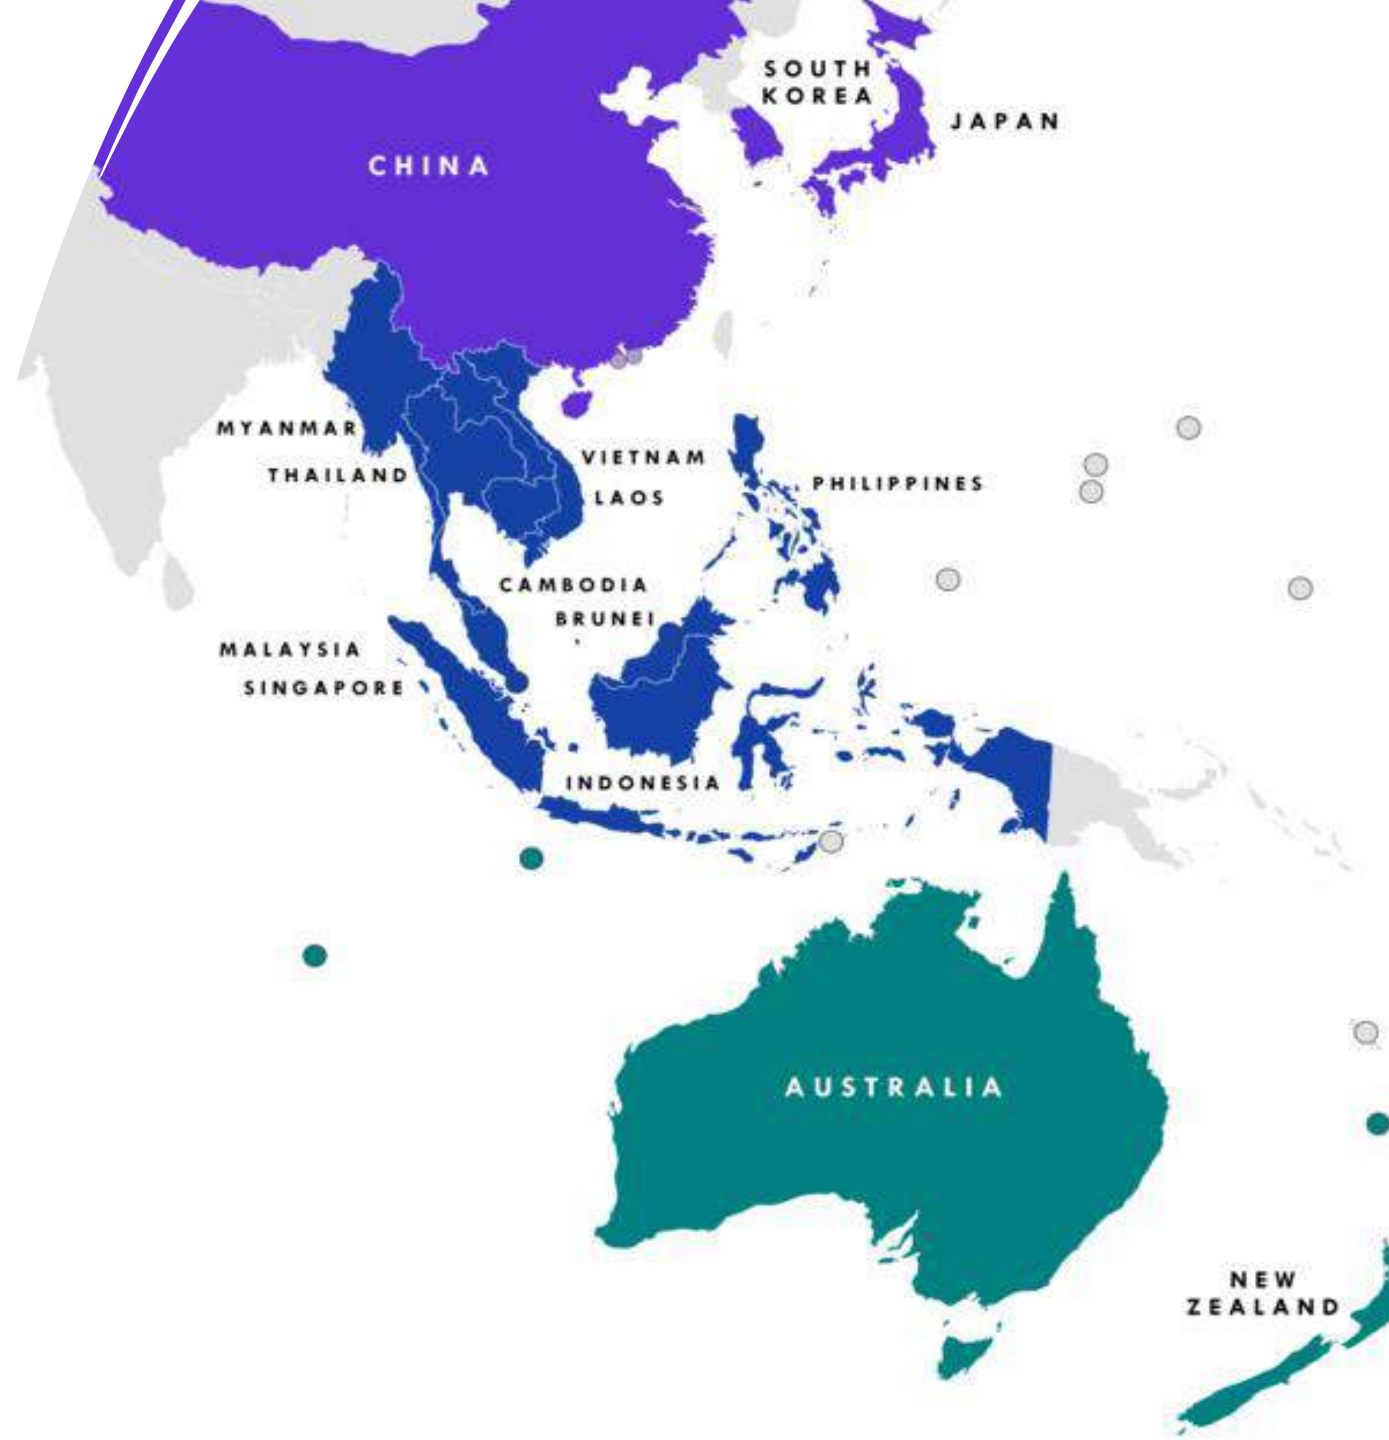 SOUTH
KOREA
JAPAN
CHINA
MYANMAR
THAILAND
VIETNAM
LAOS
PHILIPPINES
CAMBODIA
BRUNEI
MALAYSIA
SINGAPORE
INDONESIA
AUSTRALIA
NEW
ZEALAND